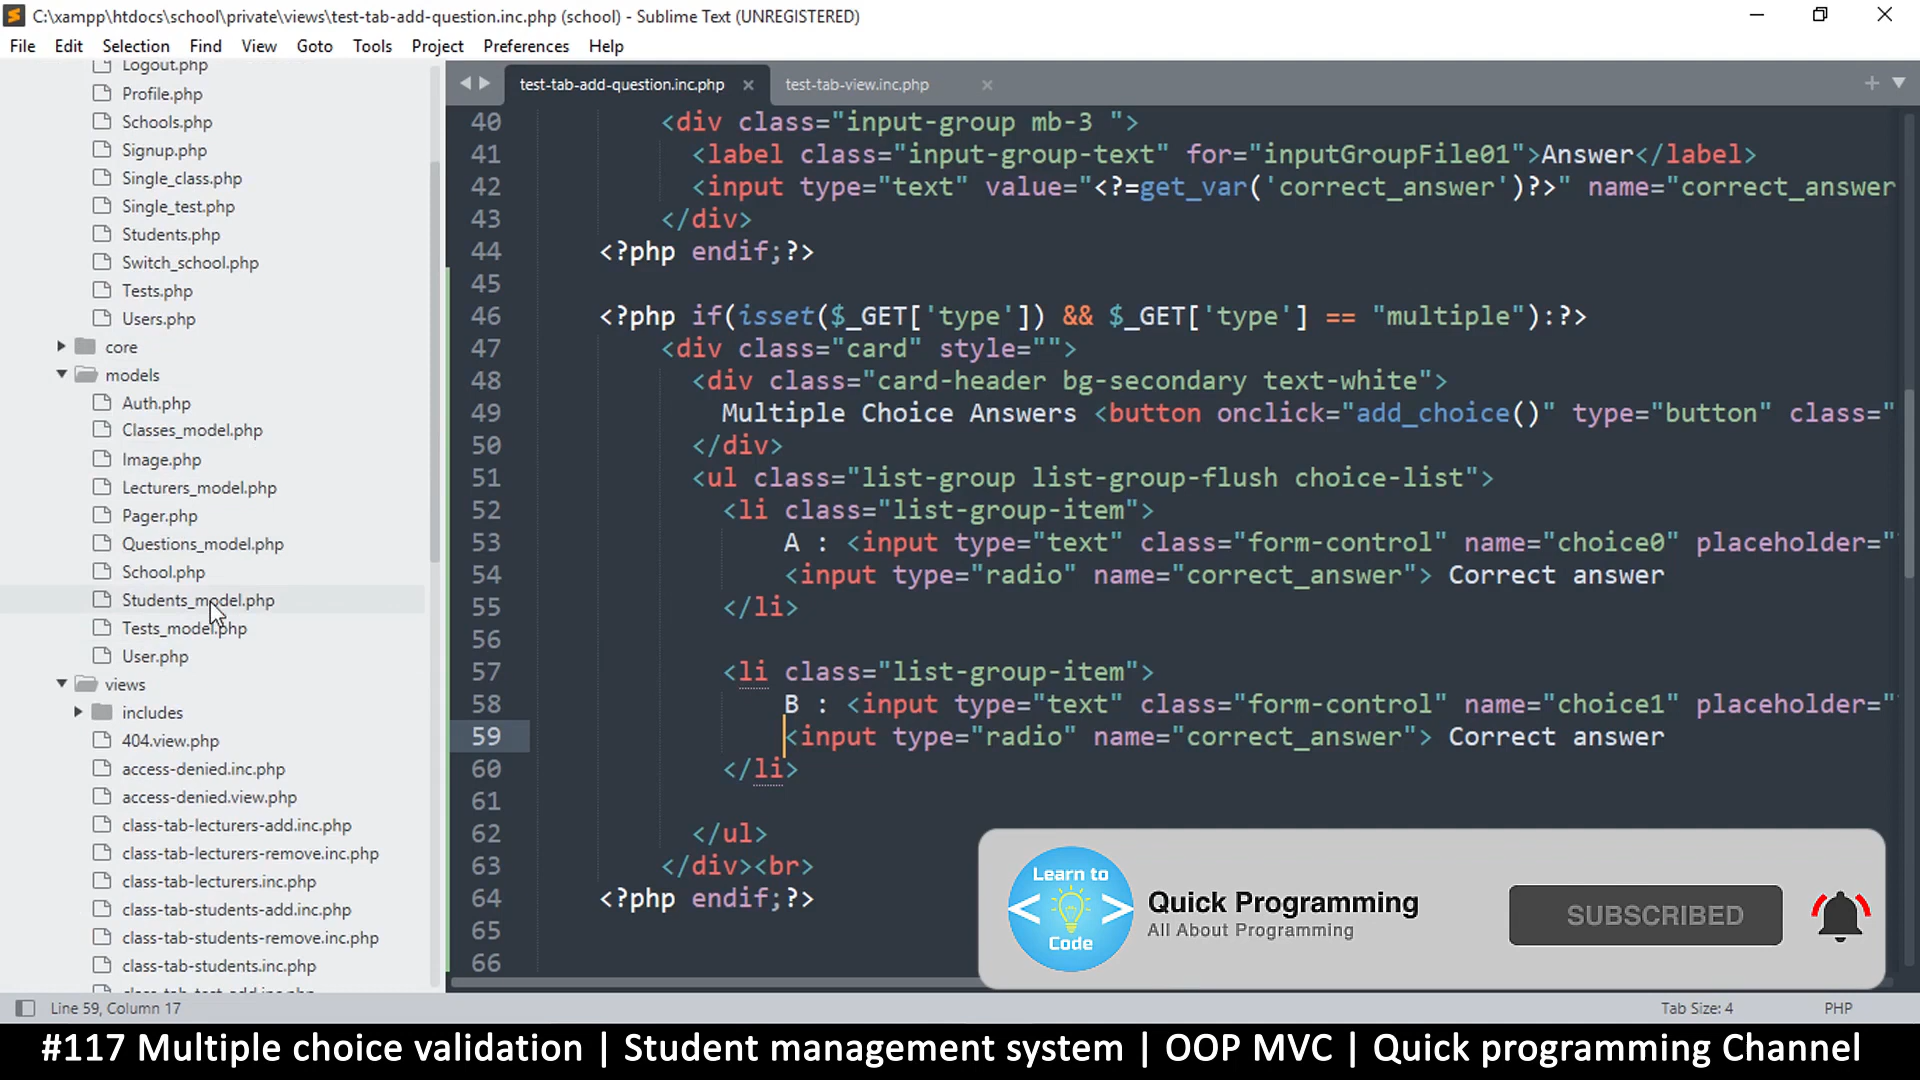 C:\xampp\htdocs\school\private\views\test-tab-add-question.inc.php (school) - Sublime Text (UNREGISTERED)
File Edit Selection Find View Goto Tools Project Preferences Help
Logout.php
Profile.php
Schools.php
Signup.php
Single_class.php
Single_test.php
Students.php
Switch_school.php
Tests.php
Users.php
core
models
Auth.php
Classes_model.php
Image.php
Lecturers_model.php
Pager.php
Questions_model.php
School.php
Students_model.php
Tests_model.php
User.php
views
includes
404.view.php
access-denied.inc.php
access-denied.view.php
class-tab-lecturers-add.inc.php
class-tab-lecturers-remove.inc.php
class-tab-lecturers.inc.php
class-tab-students-add.inc.php
class-tab-students-remove.inc.php
class-tab-students.inc.php
test-tab-add-question.inc.php test-tab-view.inc.php
40 <div class="input-group mb-3 ">
41 <label class="input-group-text" for="inputGroupFile01">Answer</label>
42 <input type="text" value="<?=get_var('correct_answer')?>" name="correct_answer
43 </div>
44 <?php endif;?>
45
46 <?php if(isset($_GET['type']) && $_GET['type'] == "multiple"):?>
47 <div class="card" style="">
48 <div class="card-header bg-secondary text-white">
49 Multiple Choice Answers <button onclick="add_choice()" type="button" class="
50 </div>
51 <ul class="list-group list-group-flush choice-list">
52 <li class="list-group-item">
53 A : <input type="text" class="form-control" name="choice0" placeholder="
54 <input type="radio" name="correct_answer"> Correct answer
55 </li>
56
57 <li class="list-group-item">
58 B : <input type="text" class="form-control" name="choice1" placeholder="
59 <input type="radio" name="correct_answer"> Correct answer
60 </li>
61
62 </ul>
63 </div><br>
64 <?php endif;?>
65
66
Learn to
< >
Code
Quick Programming
All About Programming
SUBSCRIBED
Line 59, Column 17
Tab Size: 4
PHP
#117 Multiple choice validation | Student management system | OOP MVC | Quick programming Channel